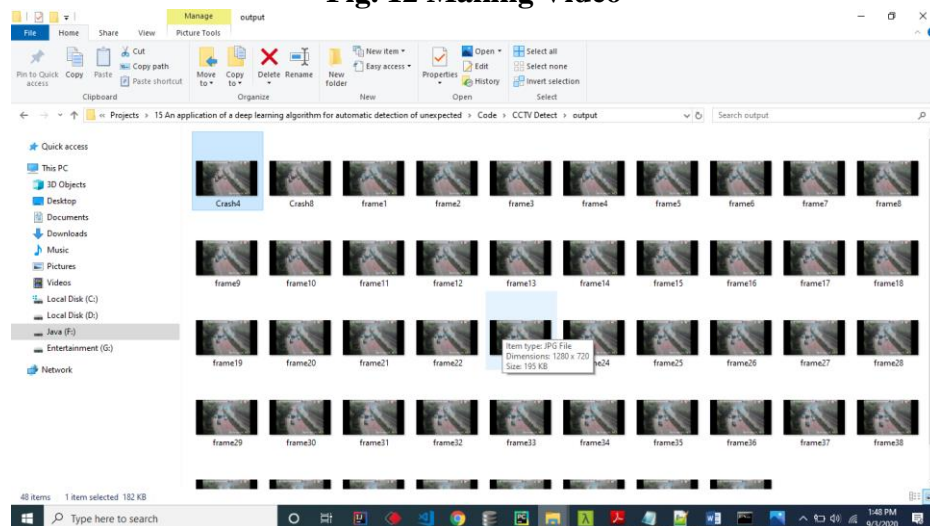 Fig. 12 Making Video
Manage
output
File
Home
Share
View
Picture Tools
Pin to Quick access
Copy
Paste
Cut
Copy path
Paste shortcut
Clipboard
Move to
Copy to
Delete
Rename
Organize
New folder
New item
Easy access
New
Properties
Open
Edit
History
Open
Select all
Select none
Invert selection
Select
« Projects > 15 An application of a deep learning algorithm for automatic detection of unexpected > Code > CCTV Detect > output
Search output
Quick access
This PC
3D Objects
Desktop
Documents
Downloads
Music
Pictures
Videos
Local Disk (C:)
Local Disk (D:)
Java (F:)
Entertainment (G:)
Network
Crash4 Crash8 frame1 frame2 frame3 frame4 frame5 frame6 frame7 frame8
frame9 frame10 frame11 frame12 frame13 frame14 frame15 frame16 frame17 frame18
frame19 frame20 frame21 frame22 frame25 frame26 frame27 frame28
Item type: JPG File
Dimensions: 1280 x 720
Size: 195 KB
frame29 frame30 frame31 frame32 frame33 frame34 frame35 frame36 frame37 frame38
48 items
1 item selected 182 KB
Type here to search
1:48 PM
9/3/2020